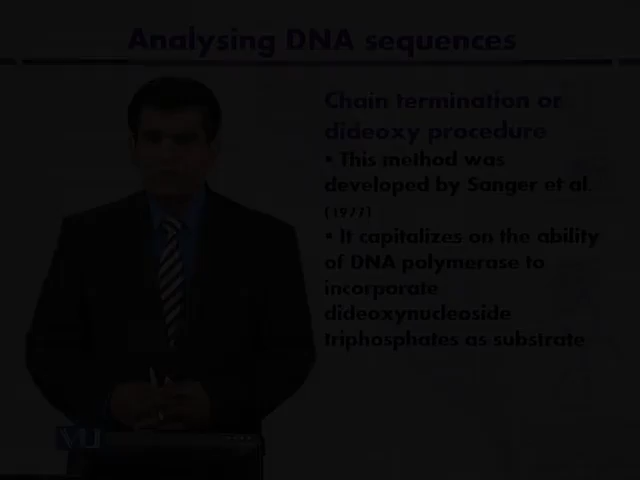 Analysing DNA sequences
Chain termination or
dideoxy procedure
• This method was
developed by Sanger et al.
(1977)
• It capitalizes on the ability
of DNA polymerase to
incorporate
dideoxynucleoside
triphosphates as substrate
VU